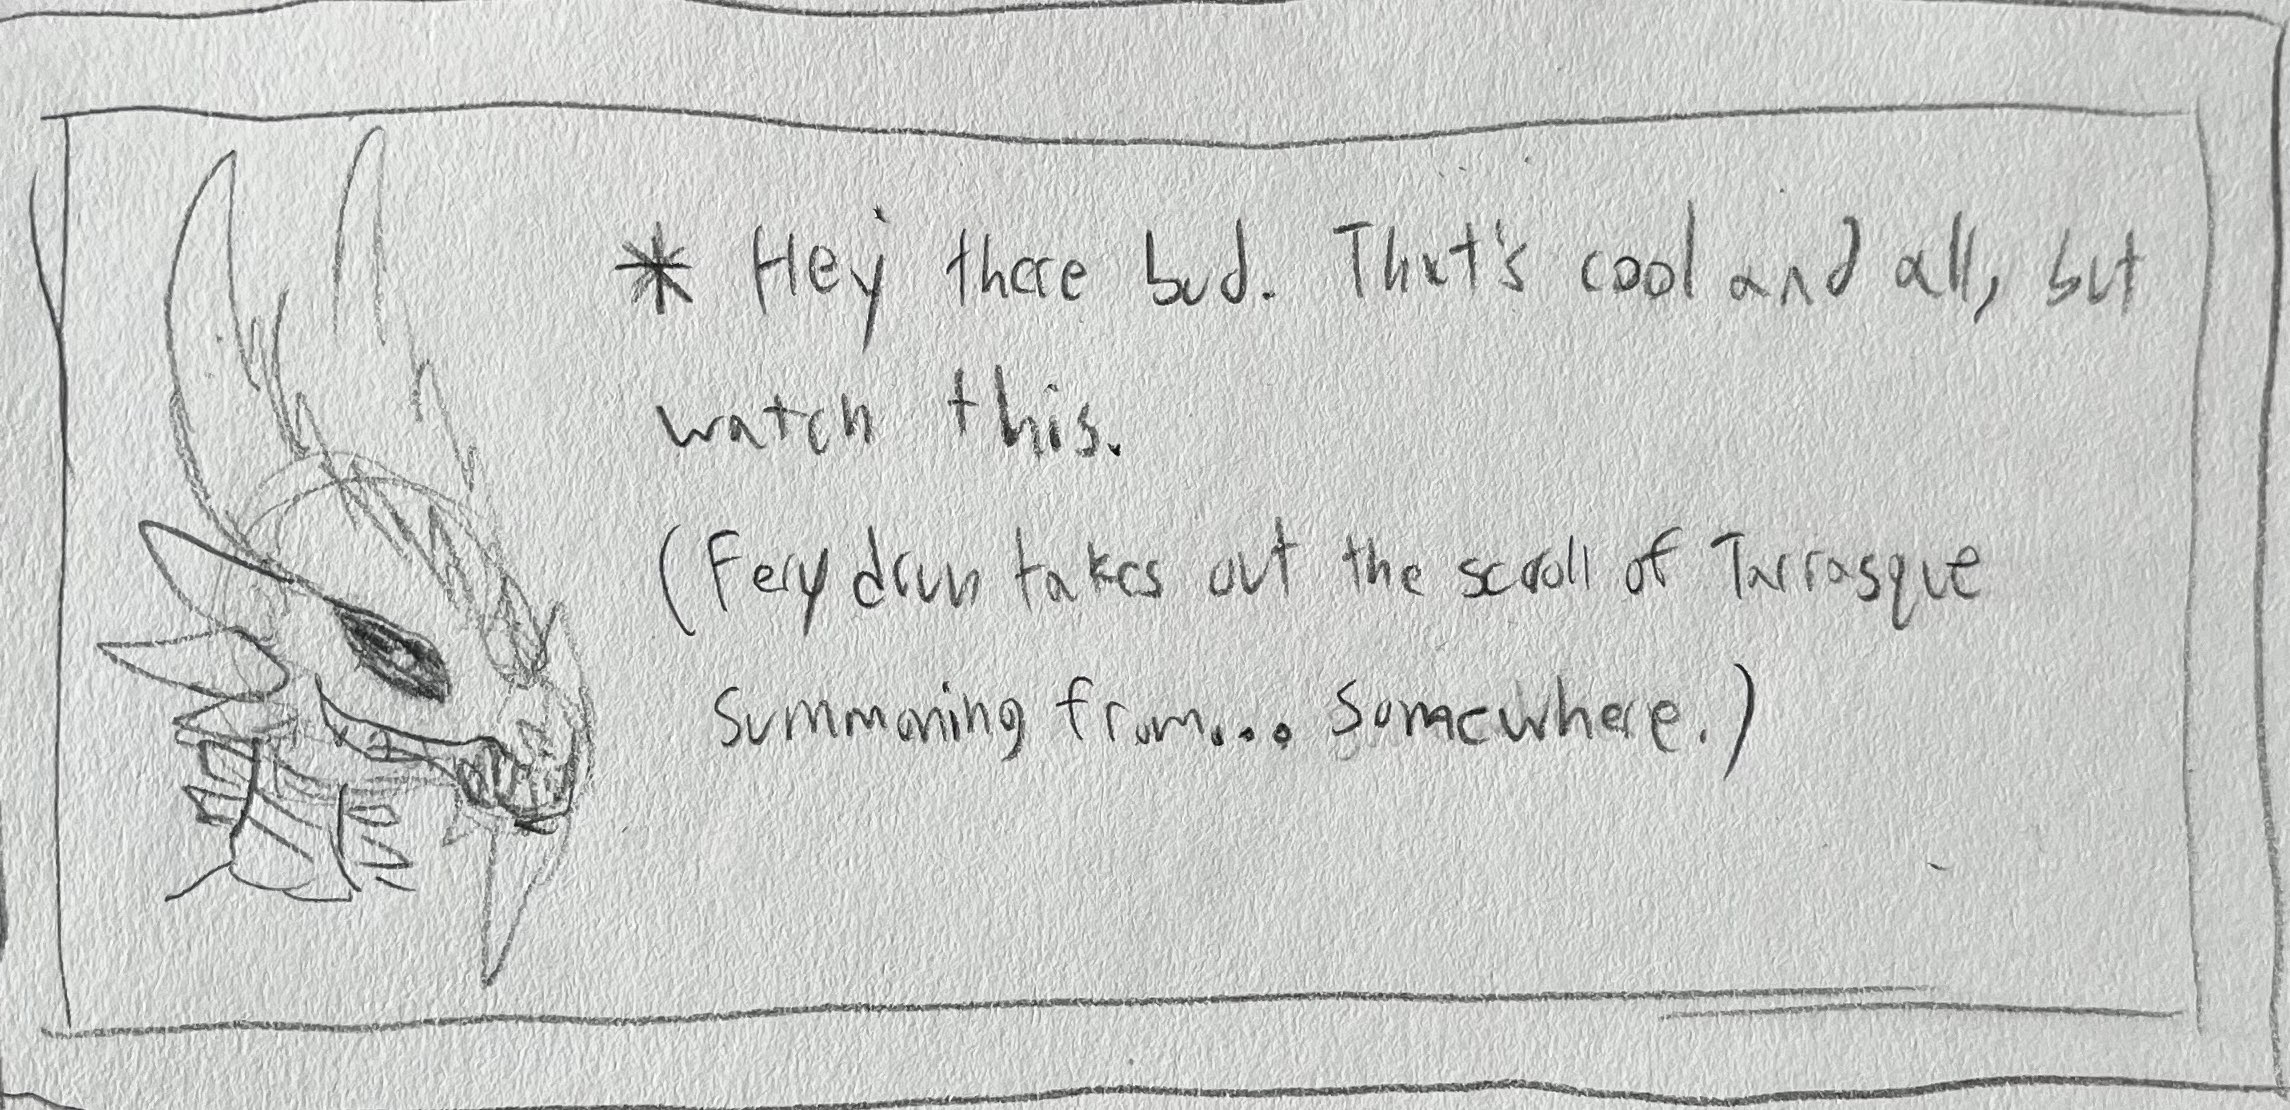 * Hey there bud. That's cool and all, but
watch this.
(Ferydrun takes out the scroll of Tarrasque
summoning from... somewhere.)